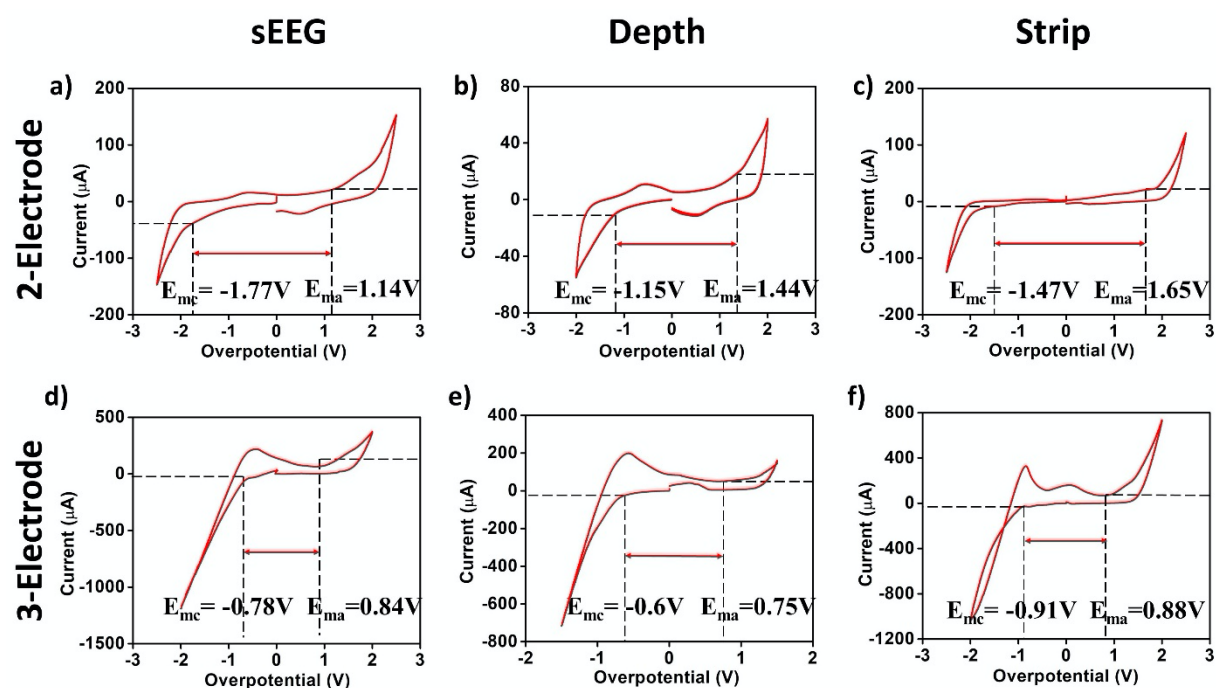 sEEG
Depth
Strip
2-Electrode
a)
200
100
0
-100
-200
Current (µA)
-3 -2 -1 0 1 2 3
Overpotential (V)
Emc= -1.77V Ema=1.14V
b)
80
40
0
-40
-80
Current (µA)
-3 -2 -1 0 1 2 3
Overpotential (V)
Emc= -1.15V Ema=1.44V
c)
200
100
0
-100
-200
Current (µA)
-3 -2 -1 0 1 2 3
Overpotential (V)
Emc= -1.47V Ema=1.65V
3-Electrode
d)
500
0
-500
-1000
-1500
Current (µA)
-3 -2 -1 0 1 2 3
Overpotential (V)
Emc= -0.78V Ema=0.84V
e)
400
200
0
-200
-400
-600
-800
Current (µA)
-2 -1 0 1 2
Overpotential (V)
Emc= -0.6V Ema=0.75V
f)
800
400
0
-400
-800
-1200
Current (µA)
-3 -2 -1 0 1 2 3
Overpotential (V)
Emc= -0.91V Ema=0.88V